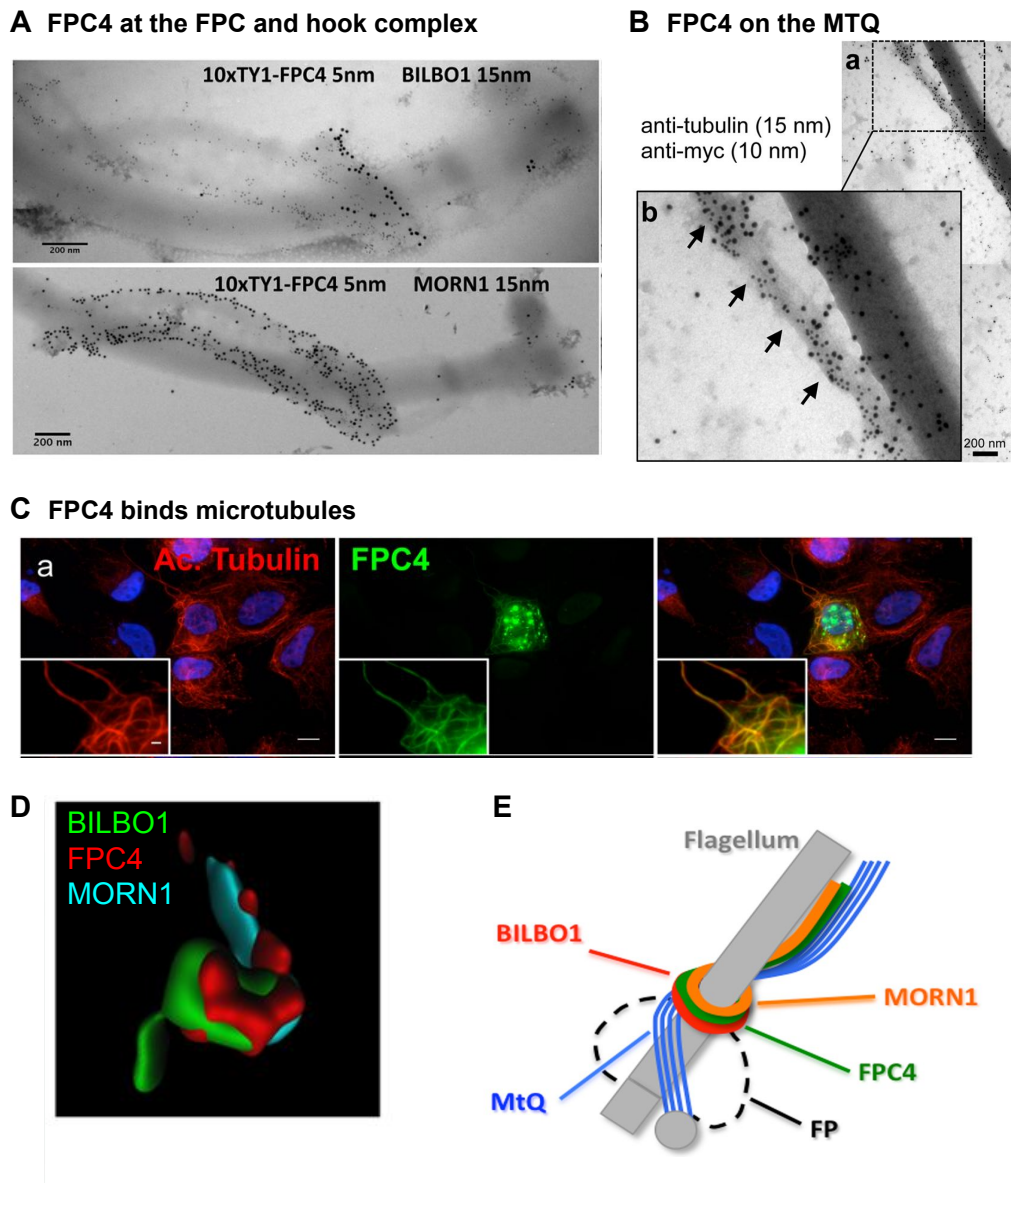 A FPC4 at the FPC and hook complex
10xTY1-FPC4 5nm BILBO1 15nm
200 nm
10xTY1-FPC4 5nm MORN1 15nm
200 nm
B FPC4 on the MTQ
a
anti-tubulin (15 nm)
anti-myc (10 nm)
b
200 nm
C FPC4 binds microtubules
a Ac. Tubulin FPC4
D
BILBO1
FPC4
MORN1
E
Flagellum
BILBO1
MORN1
FPC4
MtQ
FP